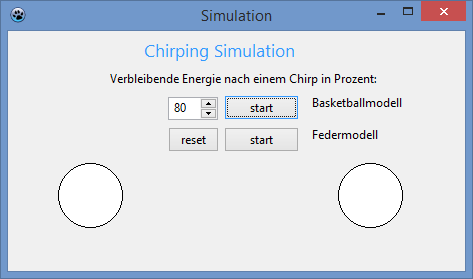 Simulation
Chirping Simulation
Verbleibende Energie nach einem Chirp in Prozent:
80 start Basketballmodell
reset start Federmodell